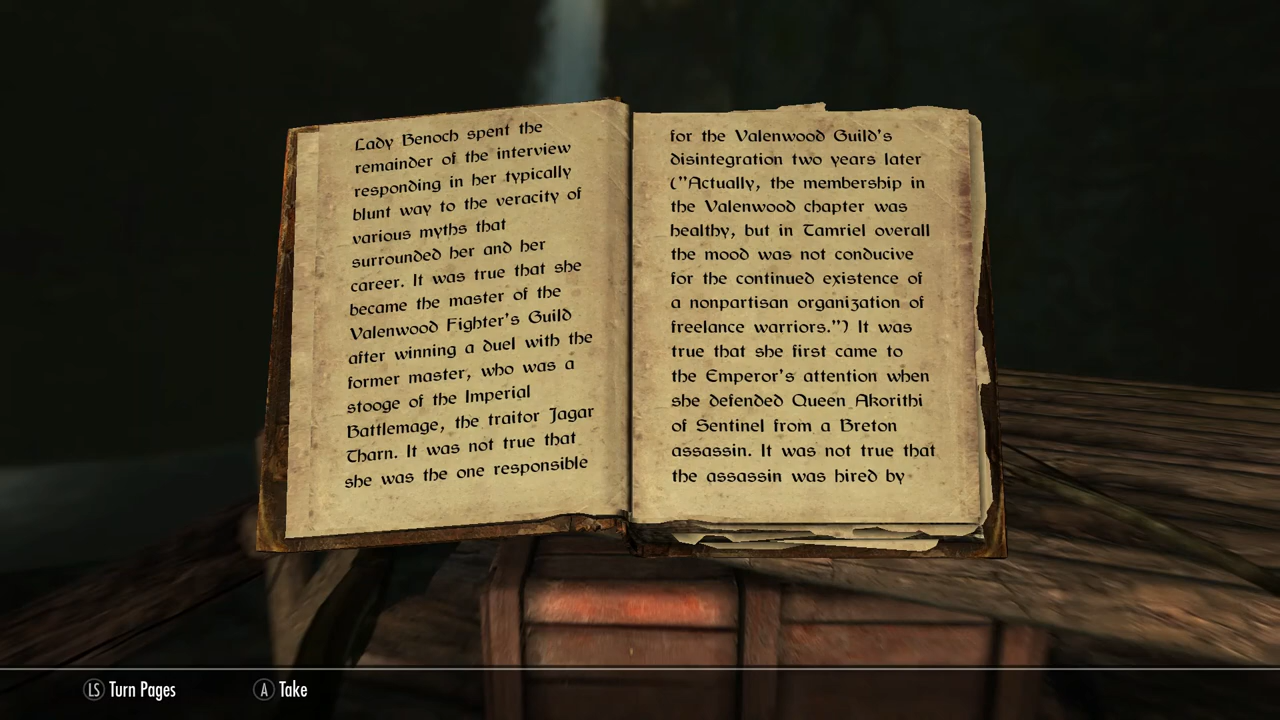 Lady Benoch spent the
remainder of the interview
responding in her typically
blunt way to the veracity of
various myths that
surrounded her and her
career. It was true that she
became the master of the
Valenwood Fighter's Guild
after winning a duel with the
former master, who was a
stooge of the Imperial
Battlemage, the traitor Jagar
Tharn. It was not true that
she was the one responsible
for the Valenwood Guild's
disintegration two years later
("Actually, the membership in
the Valenwood chapter was
healthy, but in Tamriel overall
the mood was not conducive
for the continued existence of
a nonpartisan organization of
freelance warriors.") It was
true that she first came to
the Emperor's attention when
she defended Queen Akorithi
of Sentinel from a Breton
assassin. It was not true that
the assassin was hired by
LS Turn Pages
A Take